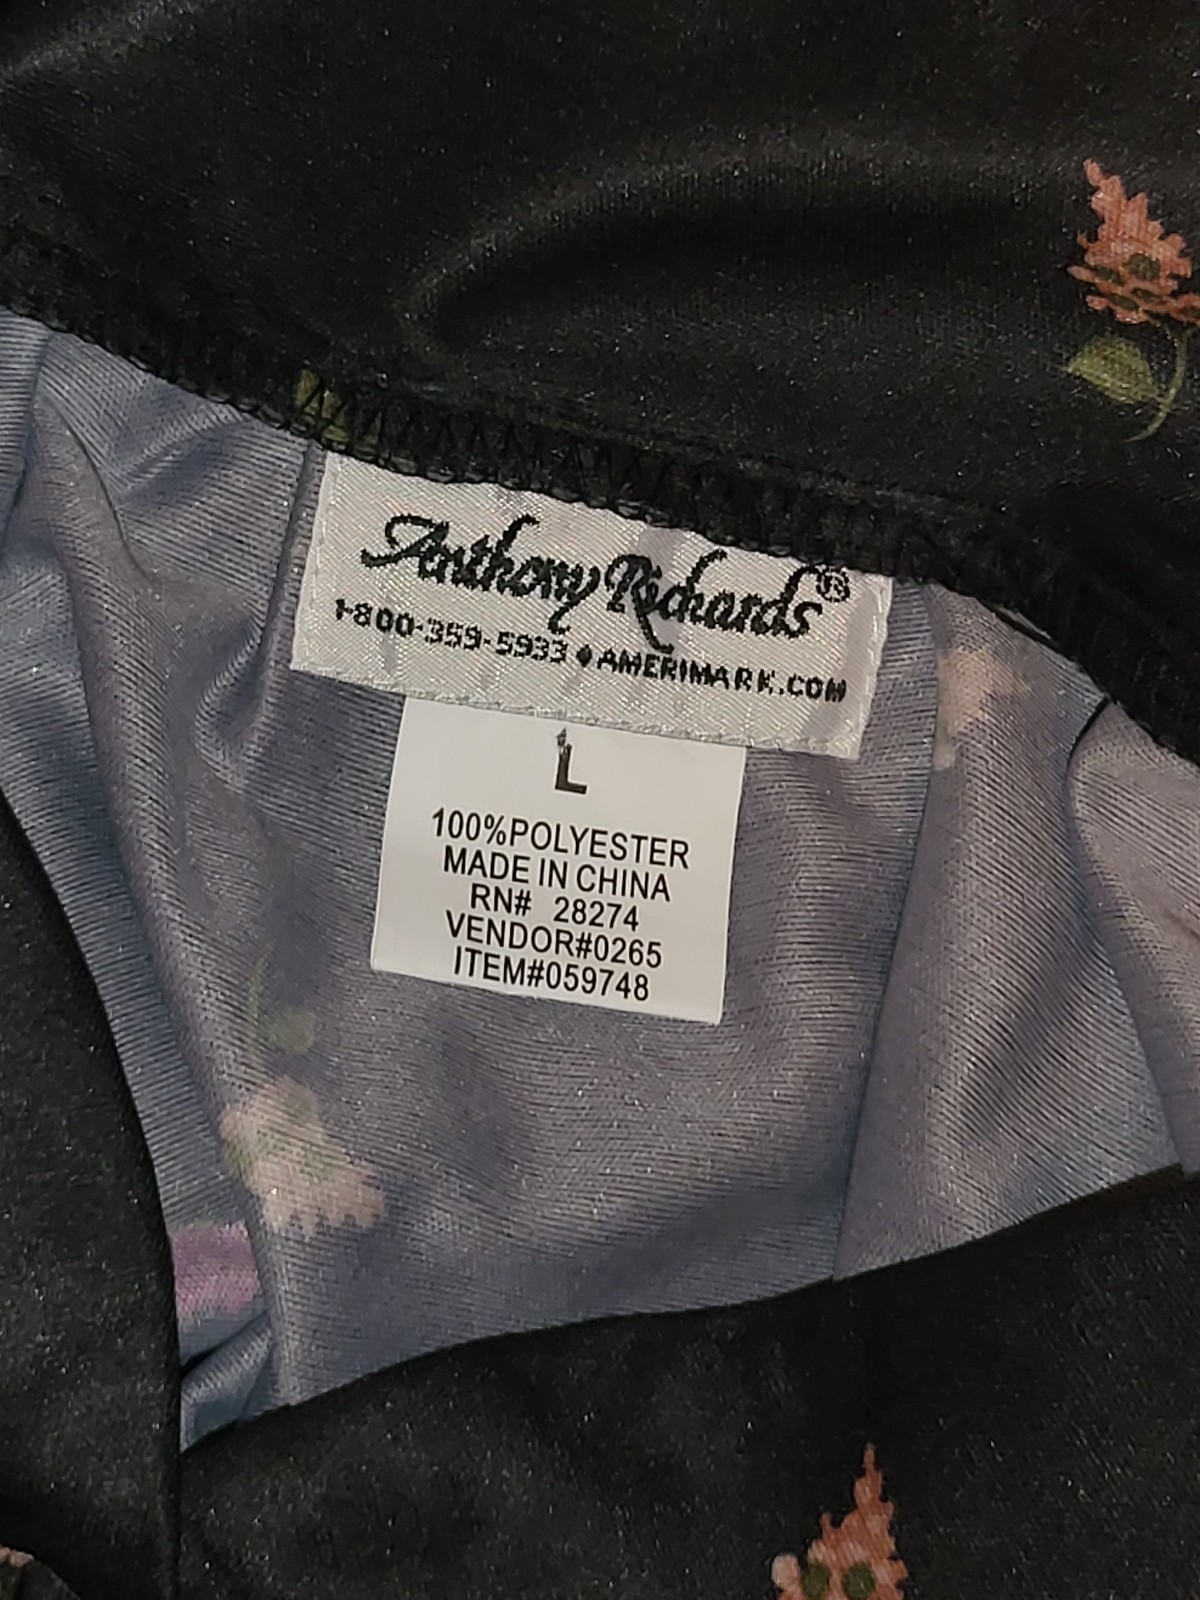 Anthony Richards®
1-800-359-5933 ♦ AMERIMARK.COM
L
100%POLYESTER
MADE IN CHINA
RN# 28274
VENDOR#0265
ITEM#059748